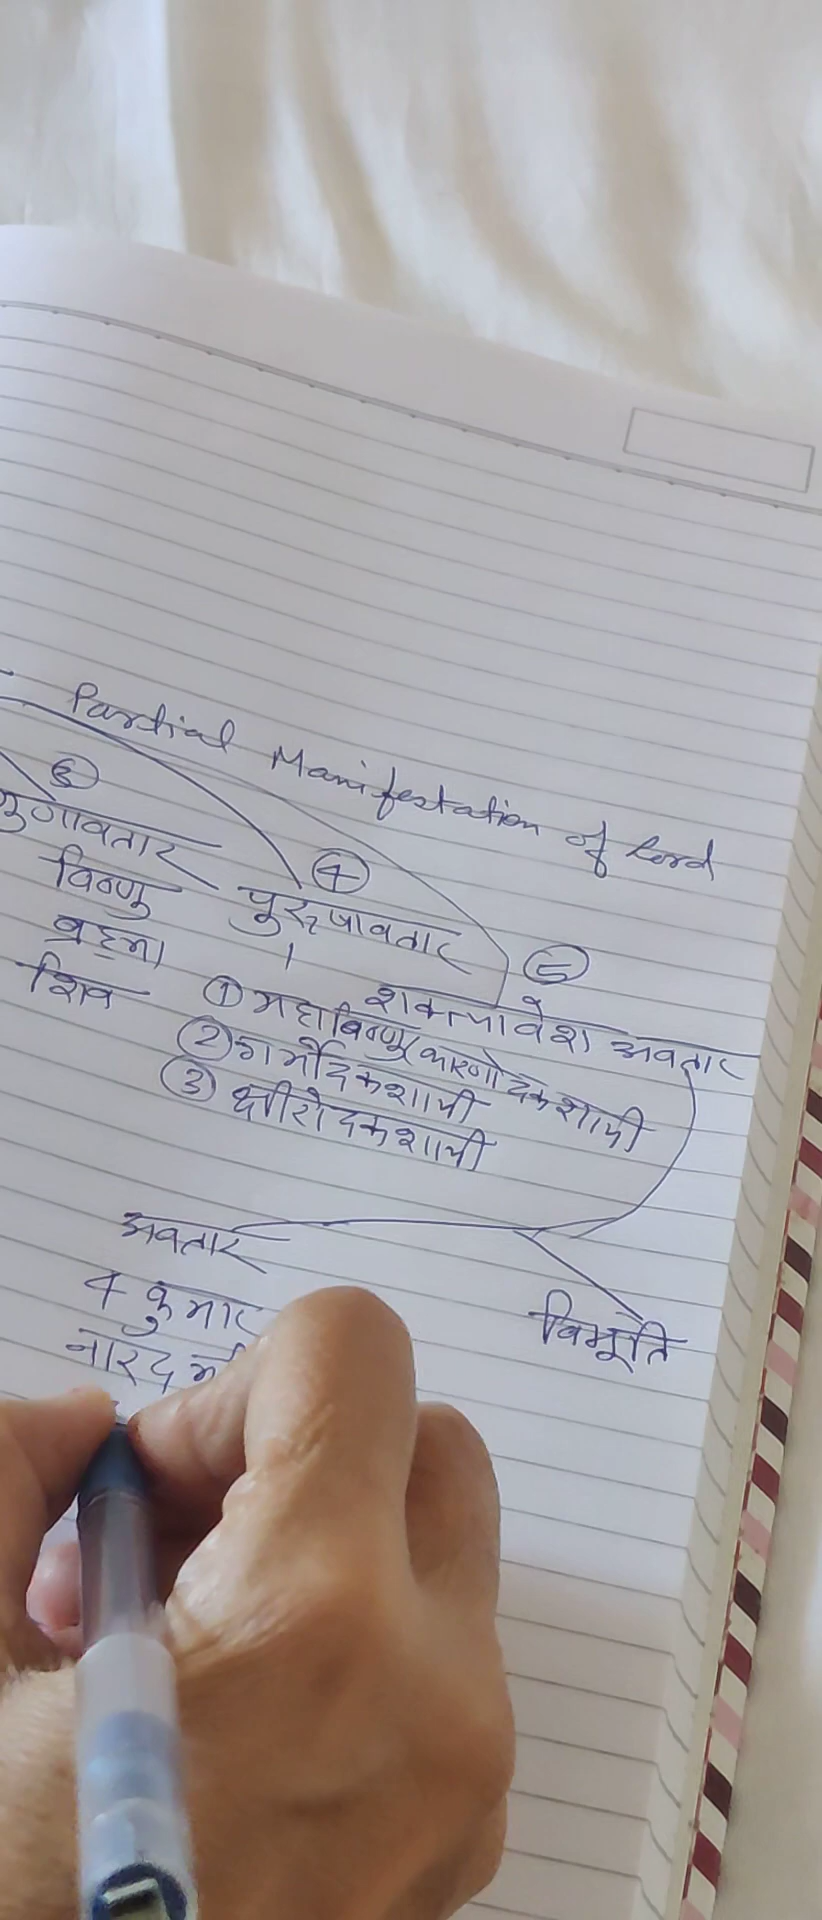 Partial Manifestation of Lord
③
गुणावतार
विष्णु
ब्रह्मा
शिव
④
पुरूषावतार
① महाविष्णु (कारणोदकशायी
② गर्भोदकशायी
③ क्षीरोदकशायी
⑤
शक्त्यावेश अवतार
अवतार
4 कुमार
नारद
विभूति